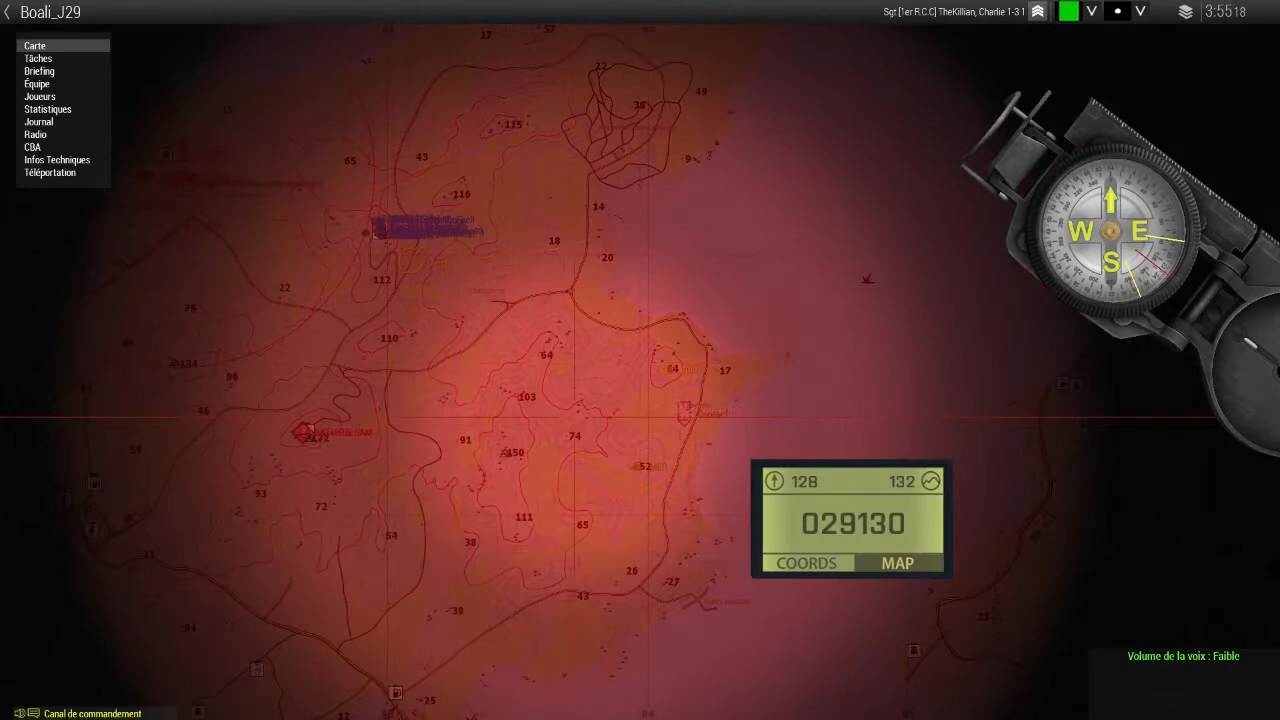 Boali_J29
Sgt [1er R.C.C] TheKillian, Charlie 1-3 1
3:55 18
Carte
Tâches
Briefing
Équipe
Joueurs
Statistiques
Journal
Radio
CBA
Infos Techniques
Téléportation
17
57
22
49
38
115
65
43
9
116
14
18
20
112
22
75
110
134
64
64
17
96
103
46
74
91
150
52
59
93
72
111
65
54
38
26
27
43
38
25
12
128
132
029130
COORDS
MAP
W
E
S
Volume de la voix : Faible
Canal de commandement